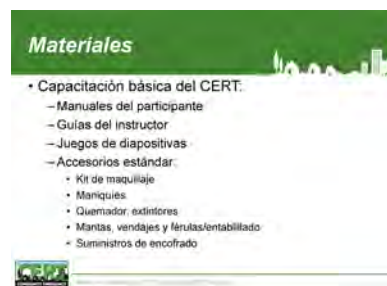 Materiales
• Capacitación básica del CERT:
– Manuales del participante
– Guías del instructor
– Juegos de diapositivas
– Accesorios estándar:
• Kit de maquillaje
• Maniquíes
• Quemador, extintores
• Mantas, vendajes y férulas/entablillado
• Suministros de encofrado
CERT